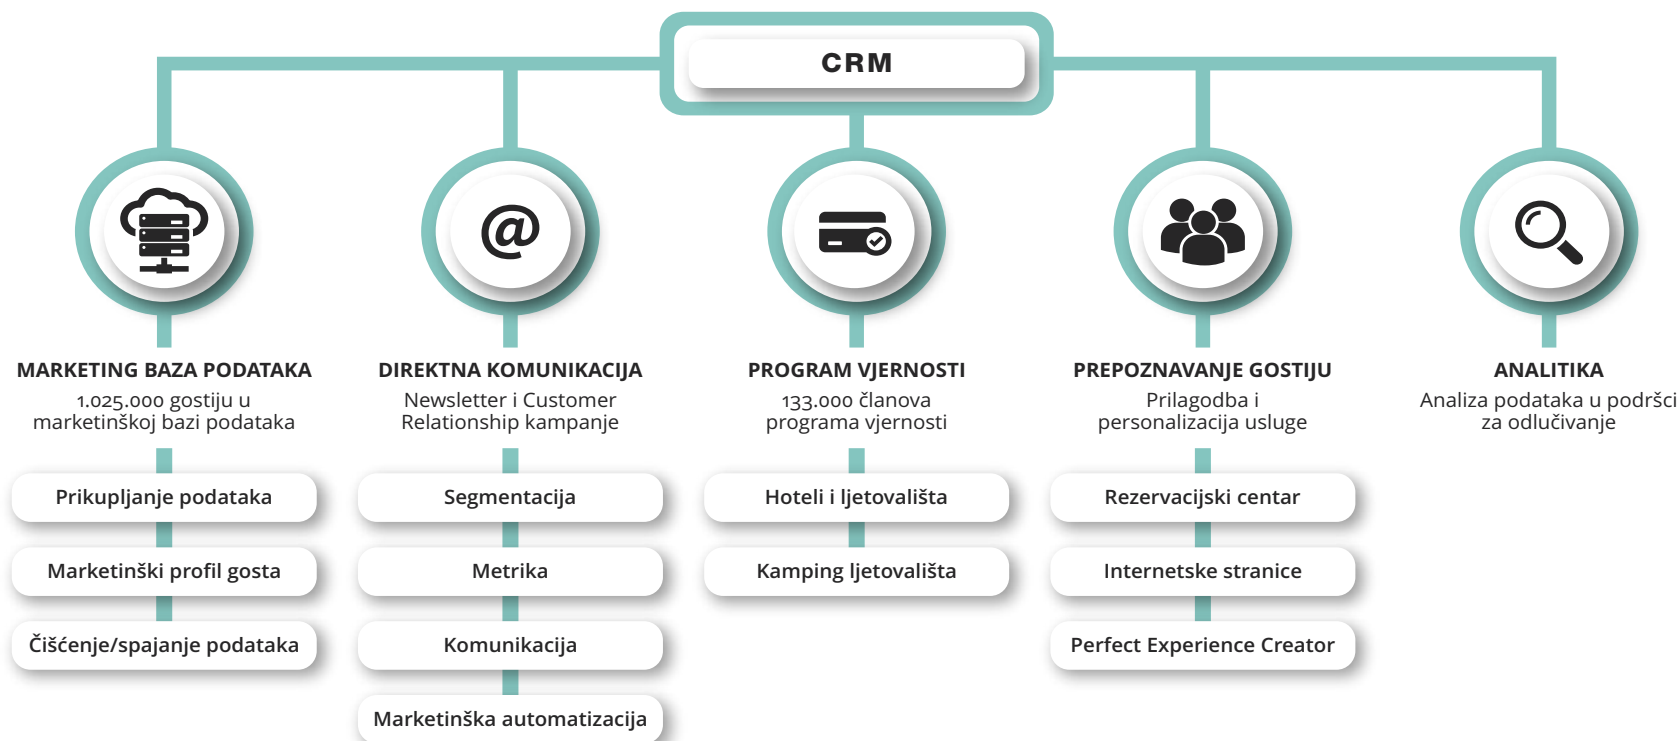 CRM
@
MARKETING BAZA PODATAKA
1.025.000 gostiju u
marketinškoj bazi podataka
Prikupljanje podataka
Marketinški profil gosta
Čišćenje/spajanje podataka
DIREKTNA KOMUNIKACIJA
Newsletter i Customer
Relationship kampanje
Segmentacija
Metrika
Komunikacija
Marketinška automatizacija
PROGRAM VJERNOSTI
133.000 članova
programa vjernosti
Hoteli i ljetovališta
Kamping ljetovališta
PREPOZNAVANJE GOSTIJU
Prilagodba i
personalizacija usluge
Rezervacijski centar
Internetske stranice
Perfect Experience Creator
ANALITIKA
Analiza podataka u podršci
za odlučivanje